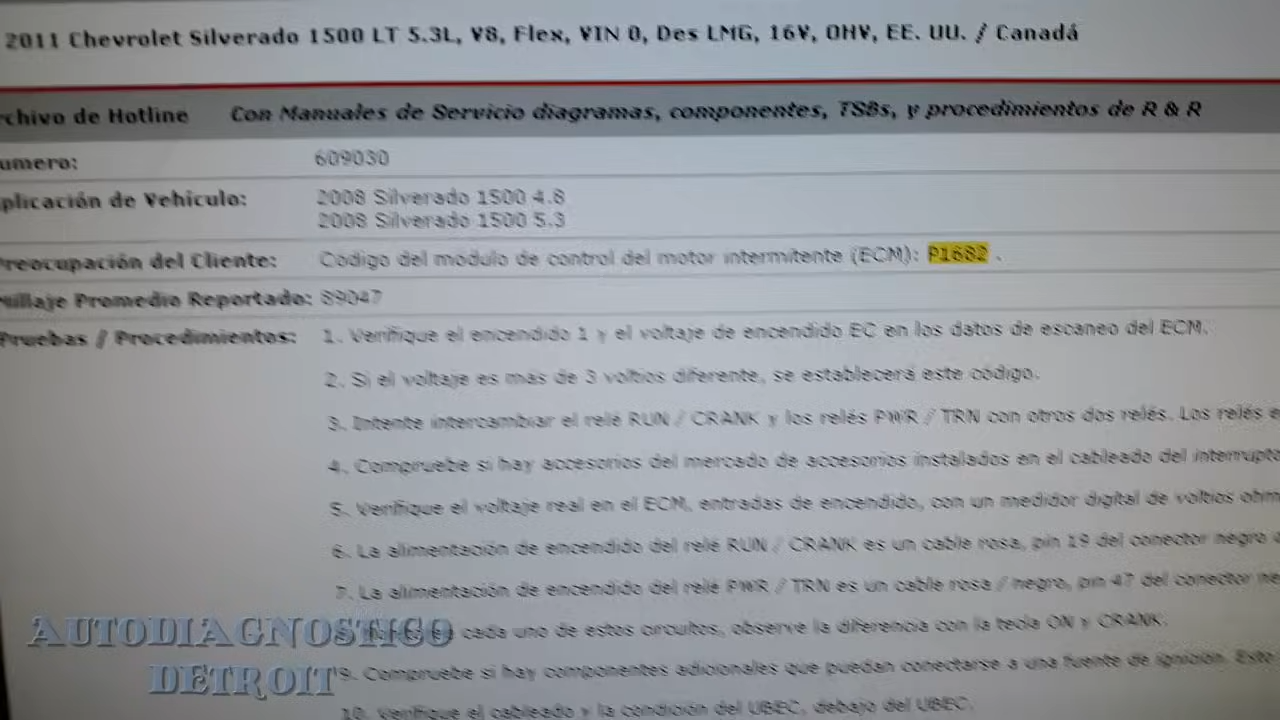 2011 Chevrolet Silverado 1500 LT 5.3L, V8, Flex, VIN 0, Des LMG, 16V, OHV, EE. UU. / Canadá
rchivo de Hotline Con Manuales de Servicio diagramas, componentes, TSBs, y procedimientos de R & R
umero: 609030
plicación de Vehículo: 2008 Silverado 1500 4.8
2008 Silverado 1500 5.3
Preocupación del Cliente: Codigo del modulo de control del motor intermitente (ECM): P1682 .
illaje Promedio Reportado: 89047
Pruebas / Procedimientos: 1. Verifique el encendido 1 y el voltaje de encendido EC en los datos de escaneo del ECM.
2. Si el voltaje es mas de 3 voltios diferente, se establecerá este código.
3. Intente intercambiar el relé RUN / CRANK y los relés PWR / TRN con otros dos relés. Los relés e
4. Compruebe si hay accesorios del mercado de accesorios instalados en el cableado del interrupto
5. Verifique el voltaje real en el ECM, entradas de encendido, con un medidor digital de voltios ohm
6. La alimentación de encendido del relé RUN / CRANK es un cable rosa, pin 19 del conector negro
7. La alimentación de encendido del relé PWR / TRN es un cable rosa / negro, pin 47 del conector ne
cada uno de estos circuitos, observe la diferencia con la tecla ON y CRANK.
9. Compruebe si hay componentes adicionales que puedan conectarse a una fuente de ignición. Esto
10. Verifique el cableado y la condición del UBEC, debajo del UBEC.
AUTODIAGNOSTICO
DETROIT